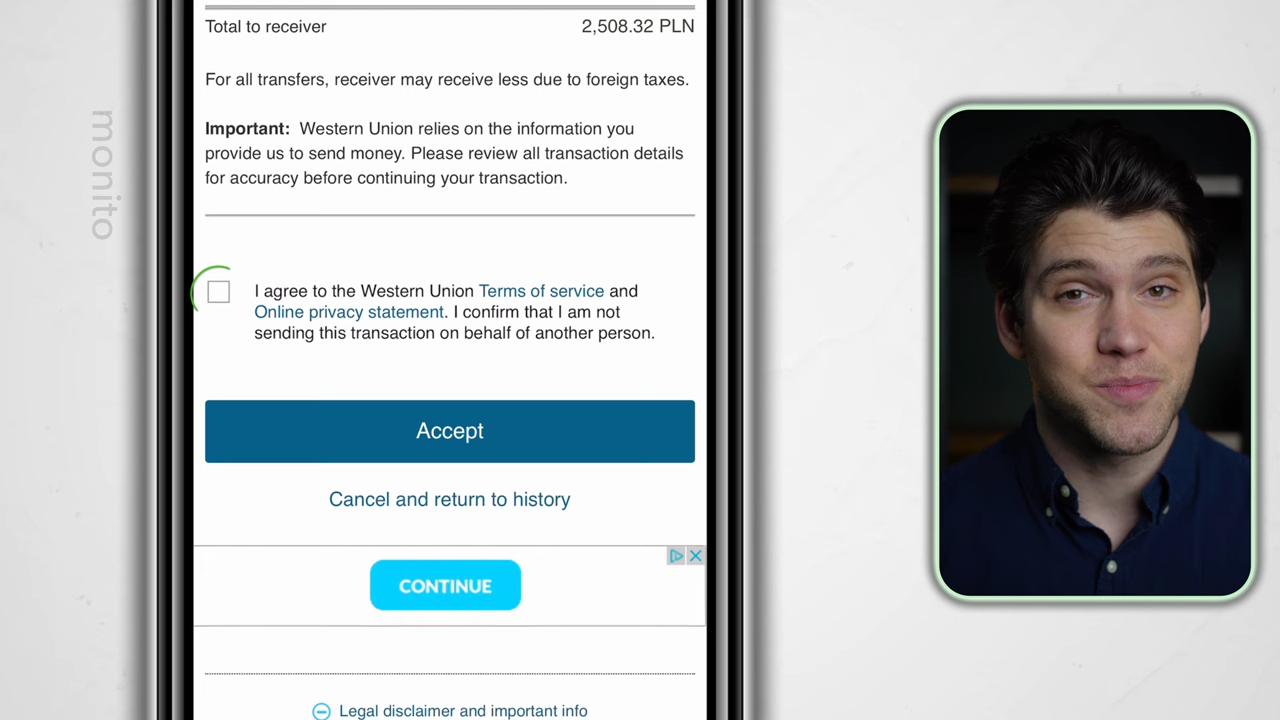 Total to receiver 2,508.32 PLN
For all transfers, receiver may receive less due to foreign taxes.
Important: Western Union relies on the information you
provide us to send money. Please review all transaction details
for accuracy before continuing your transaction.
I agree to the Western Union Terms of service and
Online privacy statement. I confirm that I am not
sending this transaction on behalf of another person.
Accept
Cancel and return to history
CONTINUE
Legal disclaimer and important info
monito